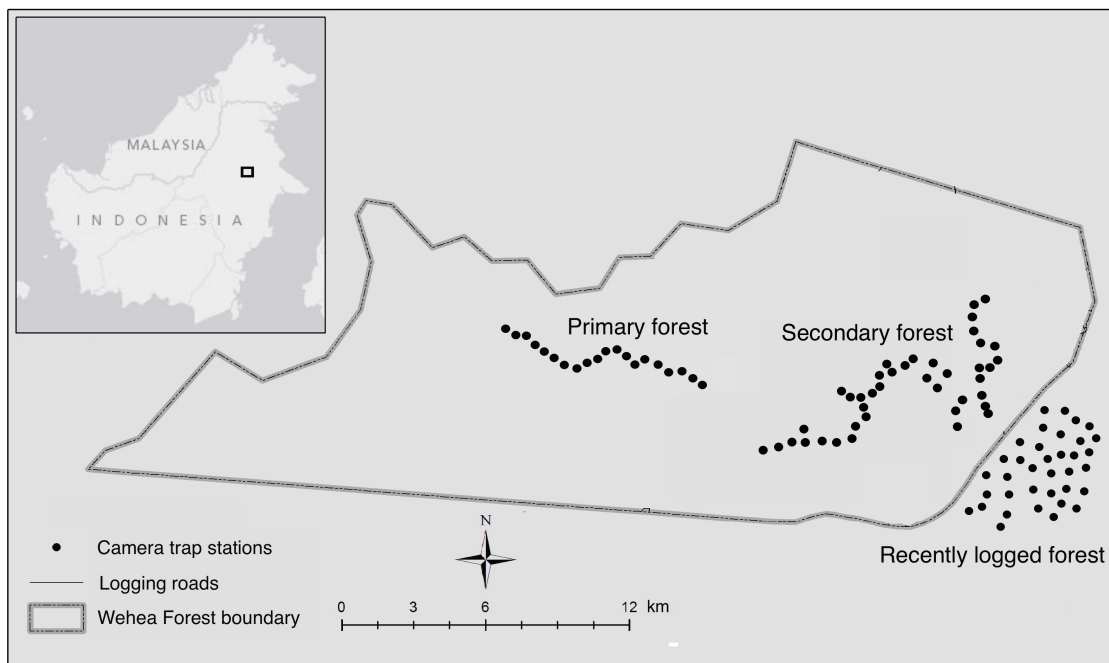 MALAYSIA
INDONESIA
Primary forest
Secondary forest
Recently logged forest
N
Camera trap stations
Logging roads
Wehea Forest boundary
0 3 6 12 km